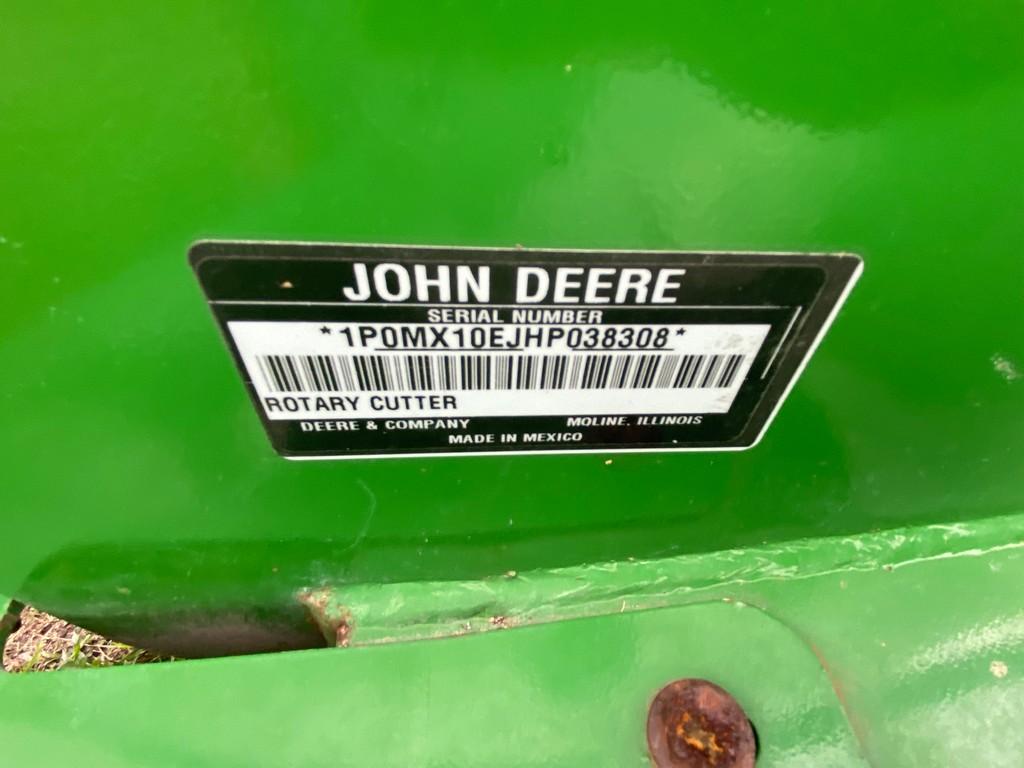 JOHN DEERE
SERIAL NUMBER
*1P0MX10EJHP038308*
ROTARY CUTTER
DEERE & COMPANY MOLINE, ILLINOIS
MADE IN MEXICO